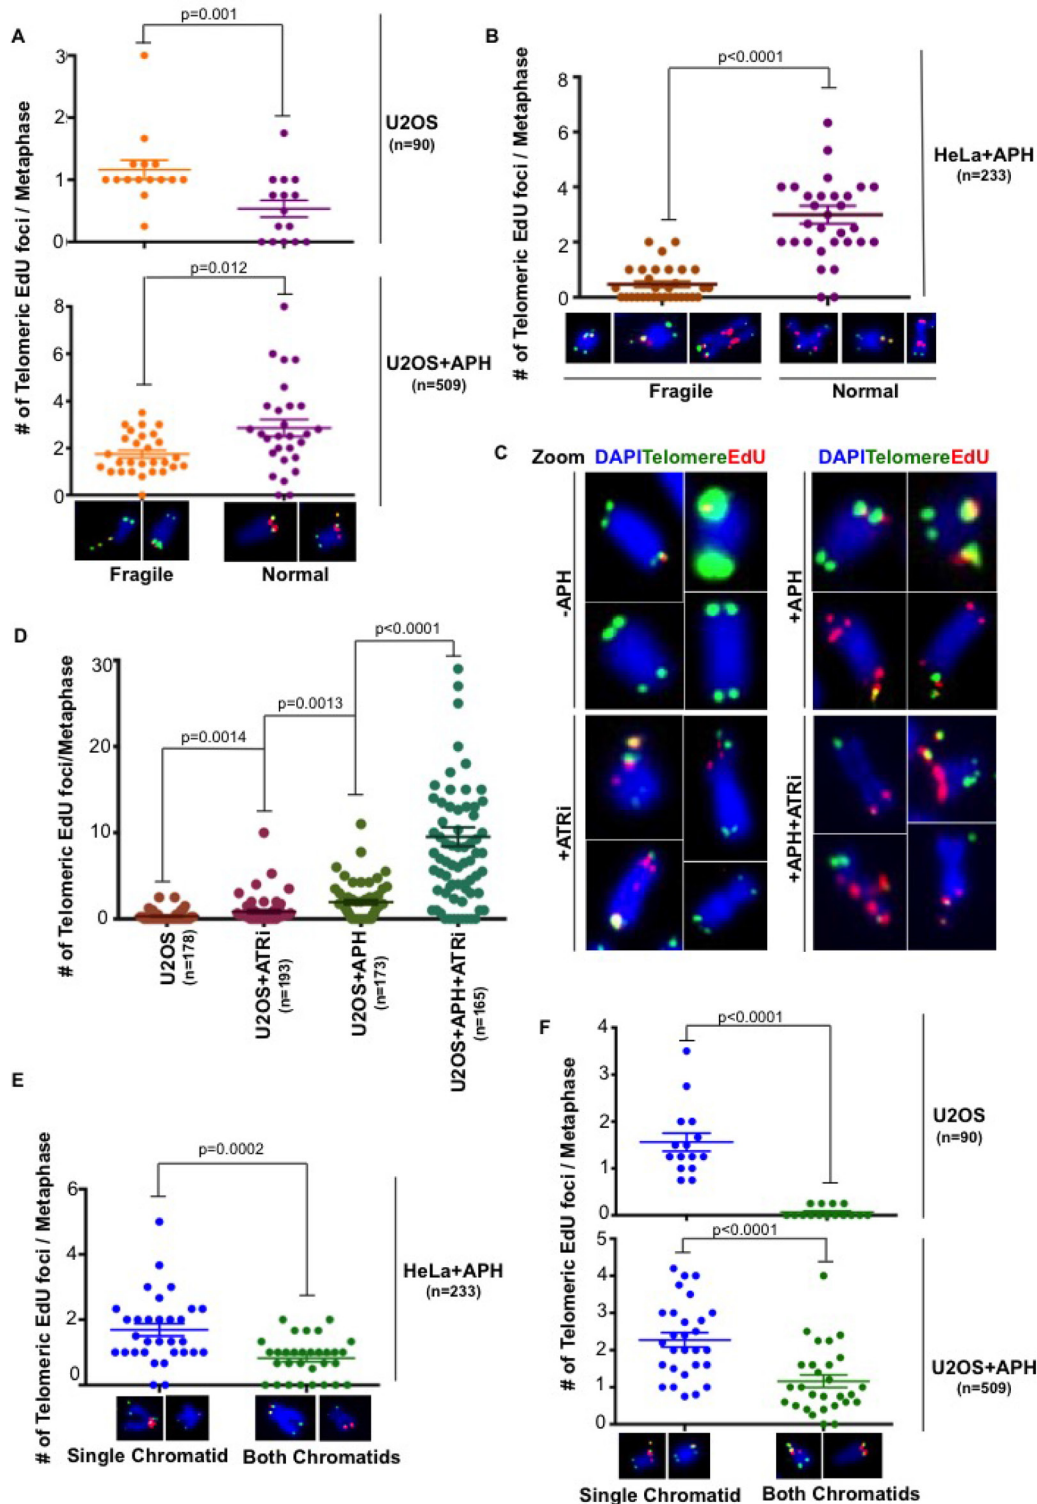 A
p=0.001
3
2
1
0
# of Telomeric EdU foci / Metaphase
U2OS
(n=90)
p=0.012
8
6
4
2
0
U2OS+APH
(n=509)
Fragile
Normal
B
p<0.0001
8
6
4
2
0
# of Telomeric EdU foci / Metaphase
HeLa+APH
(n=233)
Fragile
Normal
C
Zoom DAPITelomereEdU
DAPITelomereEdU
-APH
+APH
+ATRi
+APH+ATRi
D
p<0.0001
p=0.0013
p=0.0014
30
20
10
0
# of Telomeric EdU foci/Metaphase
U2OS
(n=178)
U2OS+ATRi
(n=193)
U2OS+APH
(n=173)
U2OS+APH+ATRi
(n=165)
E
p=0.0002
6
4
2
0
# of Telomeric EdU foci / Metaphase
HeLa+APH
(n=233)
Single Chromatid
Both Chromatids
F
p<0.0001
4
3
2
1
0
# of Telomeric EdU foci / Metaphase
U2OS
(n=90)
p<0.0001
5
4
3
2
1
0
U2OS+APH
(n=509)
Single Chromatid
Both Chromatids